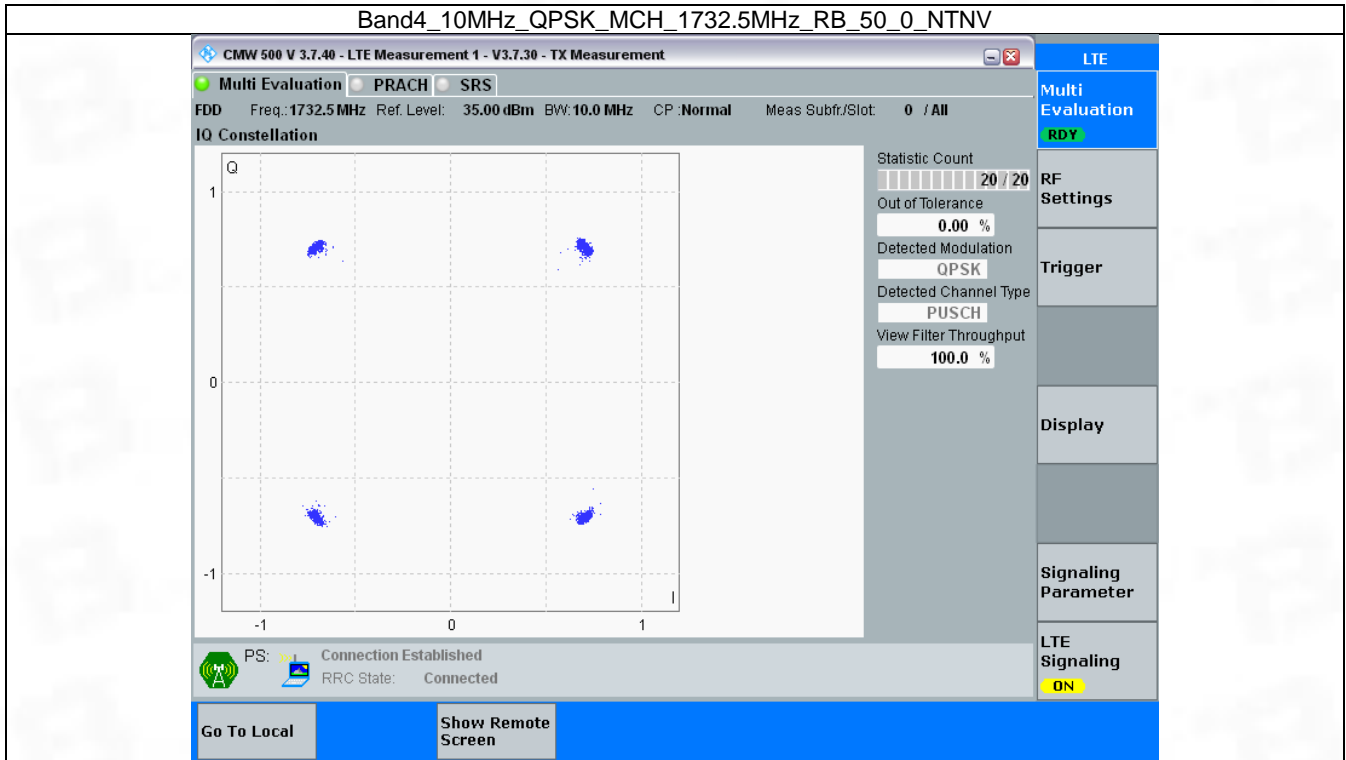 Band4_10MHz_QPSK_MCH_1732.5MHz_RB_50_0_NTNV
CMW 500 V 3.7.40 - LTE Measurement 1 - V3.7.30 - TX Measurement
LTE
Multi Evaluation PRACH SRS
Multi
Evaluation
RDY
FDD Freq.: 1732.5 MHz Ref. Level: 35.00 dBm BW: 10.0 MHz CP : Normal Meas Subfr./Slot: 0 / All
IQ Constellation
Q
1
0
-1
I
-1 0 1
Statistic Count
20 / 20
Out of Tolerance
0.00 %
Detected Modulation
QPSK
Detected Channel Type
PUSCH
View Filter Throughput
100.0 %
RF
Settings
Trigger
Display
Signaling
Parameter
LTE
Signaling
ON
PS: Connection Established
RRC State: Connected
Go To Local
Show Remote
Screen